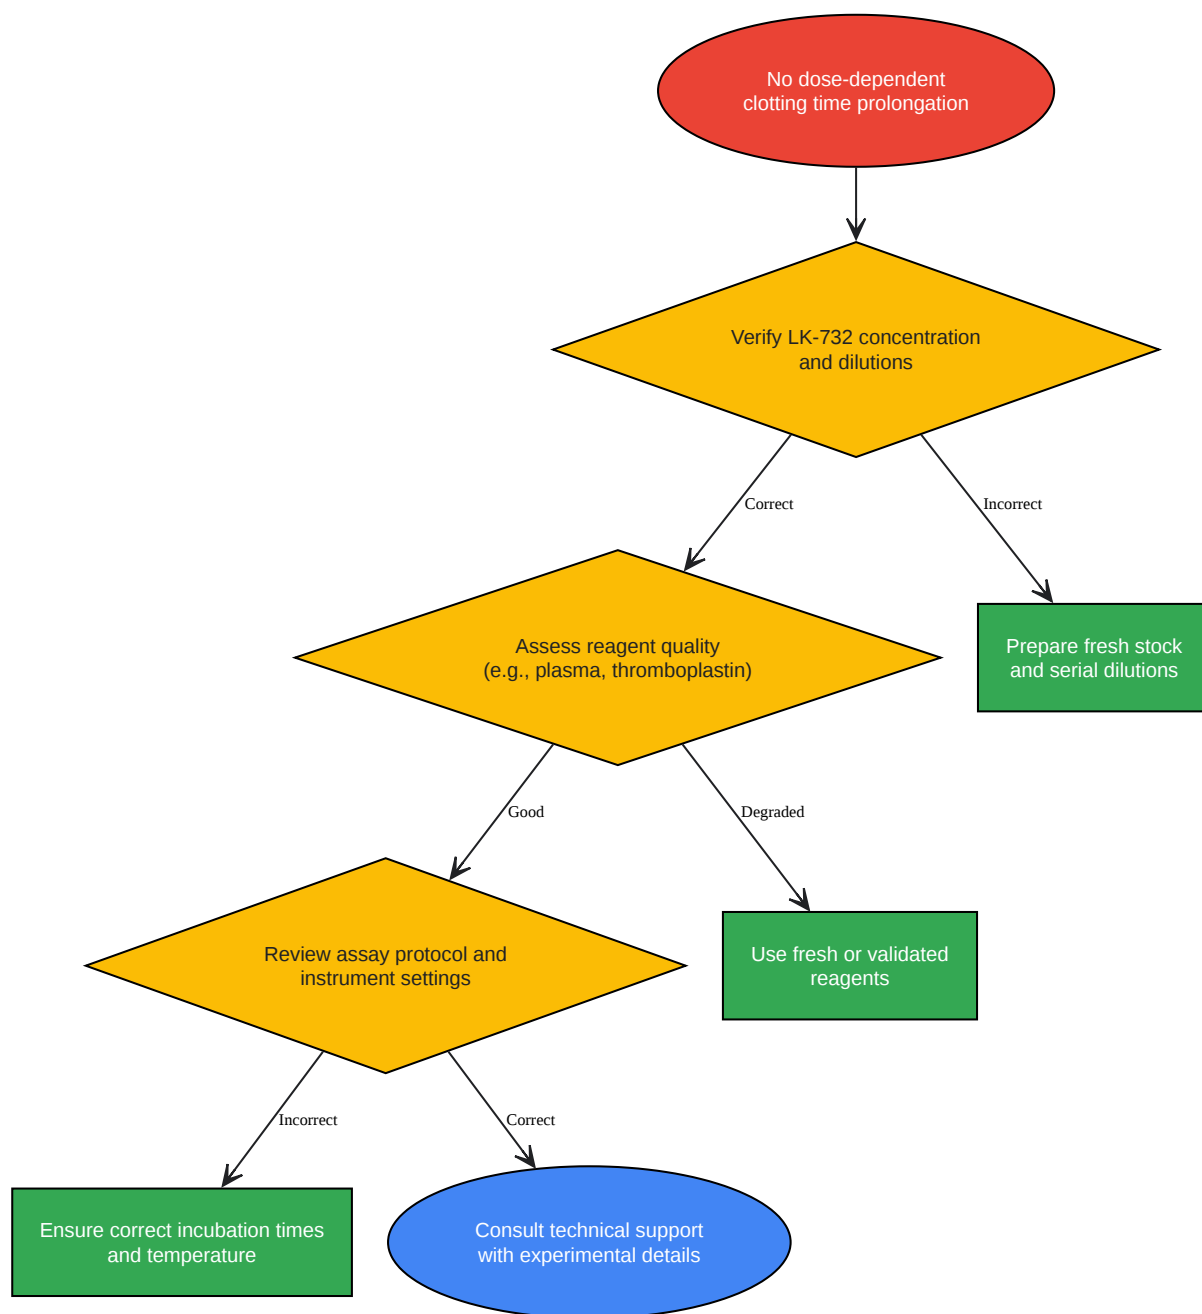 No dose-dependent
clotting time prolongation
Verify LK-732 concentration
and dilutions
Correct
Incorrect
Assess reagent quality
(e.g., plasma, thromboplastin)
Prepare fresh stock
and serial dilutions
Good
Degraded
Review assay protocol and
instrument settings
Use fresh or validated
reagents
Incorrect
Correct
Ensure correct incubation times
and temperature
Consult technical support
with experimental details